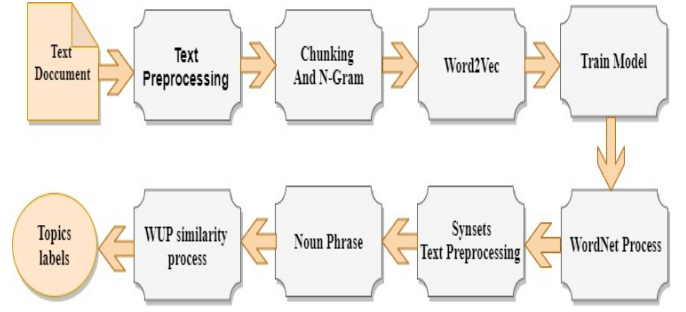 Text
Doccument
Text
Preprocessing
Chunking
And N-Gram
Word2Vec
Train Model
WordNet Process
Synsets
Text Preprocessing
Noun Phrase
WUP similarity
process
Topics
labels